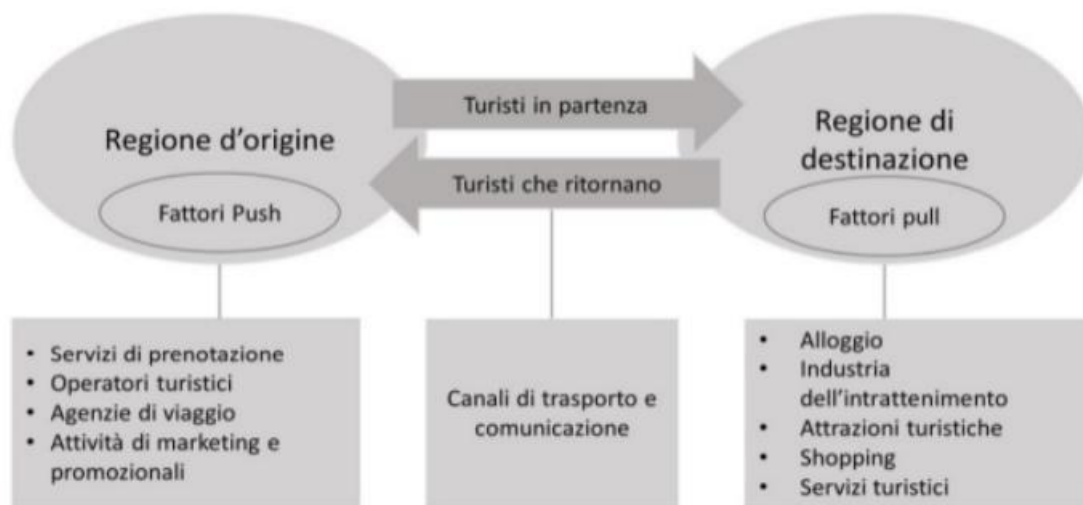 Turisti in partenza
Regione d'origine
Regione di
destinazione
Turisti che ritornano
Fattori Push
Fattori pull
• Servizi di prenotazione
• Operatori turistici
• Agenzie di viaggio
• Attività di marketing e
promozionali
Canali di trasporto e
comunicazione
• Alloggio
• Industria
dell'intrattenimento
• Attrazioni turistiche
• Shopping
• Servizi turistici